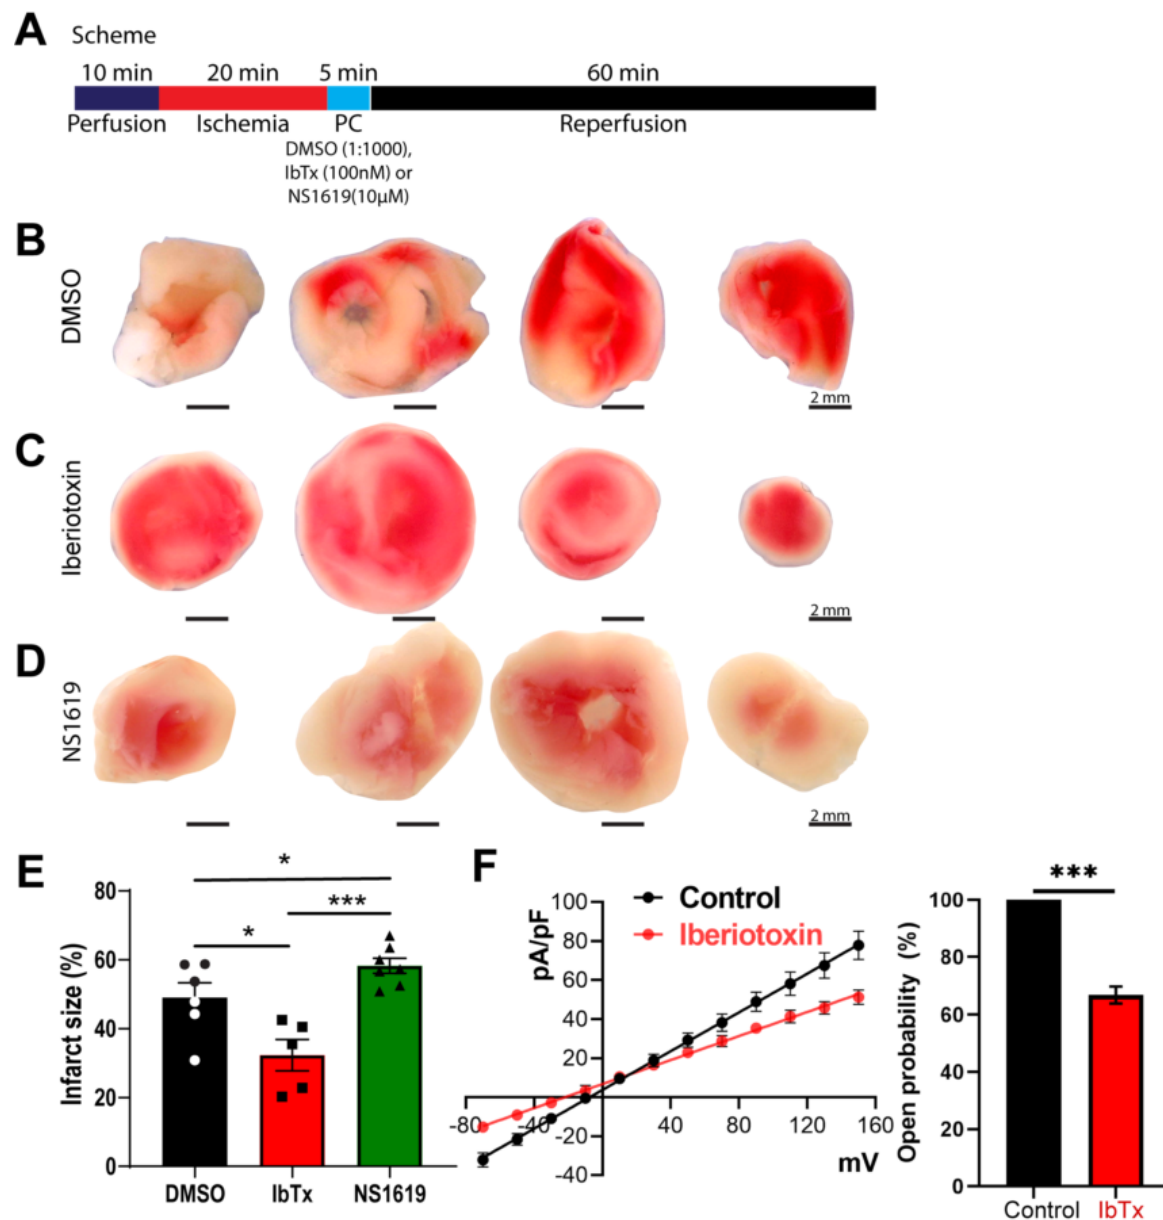 A
Scheme
10 min 20 min 5 min 60 min
Perfusion Ischemia PC Reperfusion
DMSO (1:1000),
IbTx (100nM) or
NS1619(10µM)
B
DMSO
2 mm
C
Iberiotoxin
2 mm
D
NS1619
2 mm
E
*
***
*
Infarct size (%)
80
60
40
20
0
DMSO IbTx NS1619
F
Control
Iberiotoxin
pA/pF
100
80
60
40
20
-20
-40
-80 -40 40 80 120 160
mV
***
Open probability (%)
100
80
60
40
20
0
Control IbTx